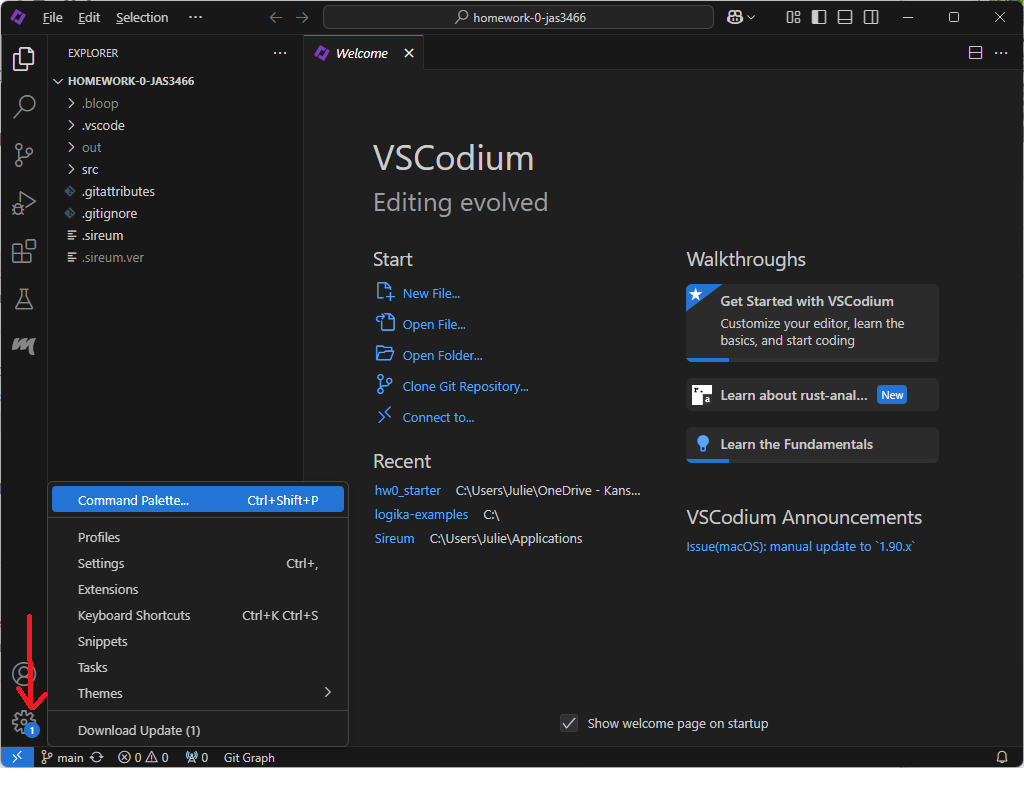 File Edit Selection ···
homework-0-jas3466
EXPLORER ···
HOMEWORK-0-JAS3466
.bloop
.vscode
out
src
.gitattributes
.gitignore
.sireum
.sireum.ver
Welcome
VSCodium
Editing evolved
Start
New File...
Open File...
Open Folder...
Clone Git Repository...
Connect to...
Recent
hw0_starter C:\Users\Julie\OneDrive - Kans...
logika-examples C:\
Sireum C:\Users\Julie\Applications
Walkthroughs
Get Started with VSCodium
Customize your editor, learn the
basics, and start coding
r.
a
Learn about rust-anal... New
Learn the Fundamentals
VSCodium Announcements
Issue(macOS): manual update to `1.90.x`
Show welcome page on startup
Command Palette... Ctrl+Shift+P
Profiles
Settings Ctrl+,
Extensions
Keyboard Shortcuts Ctrl+K Ctrl+S
Snippets
Tasks
Themes
Download Update (1)
1
main 0 0 0 Git Graph